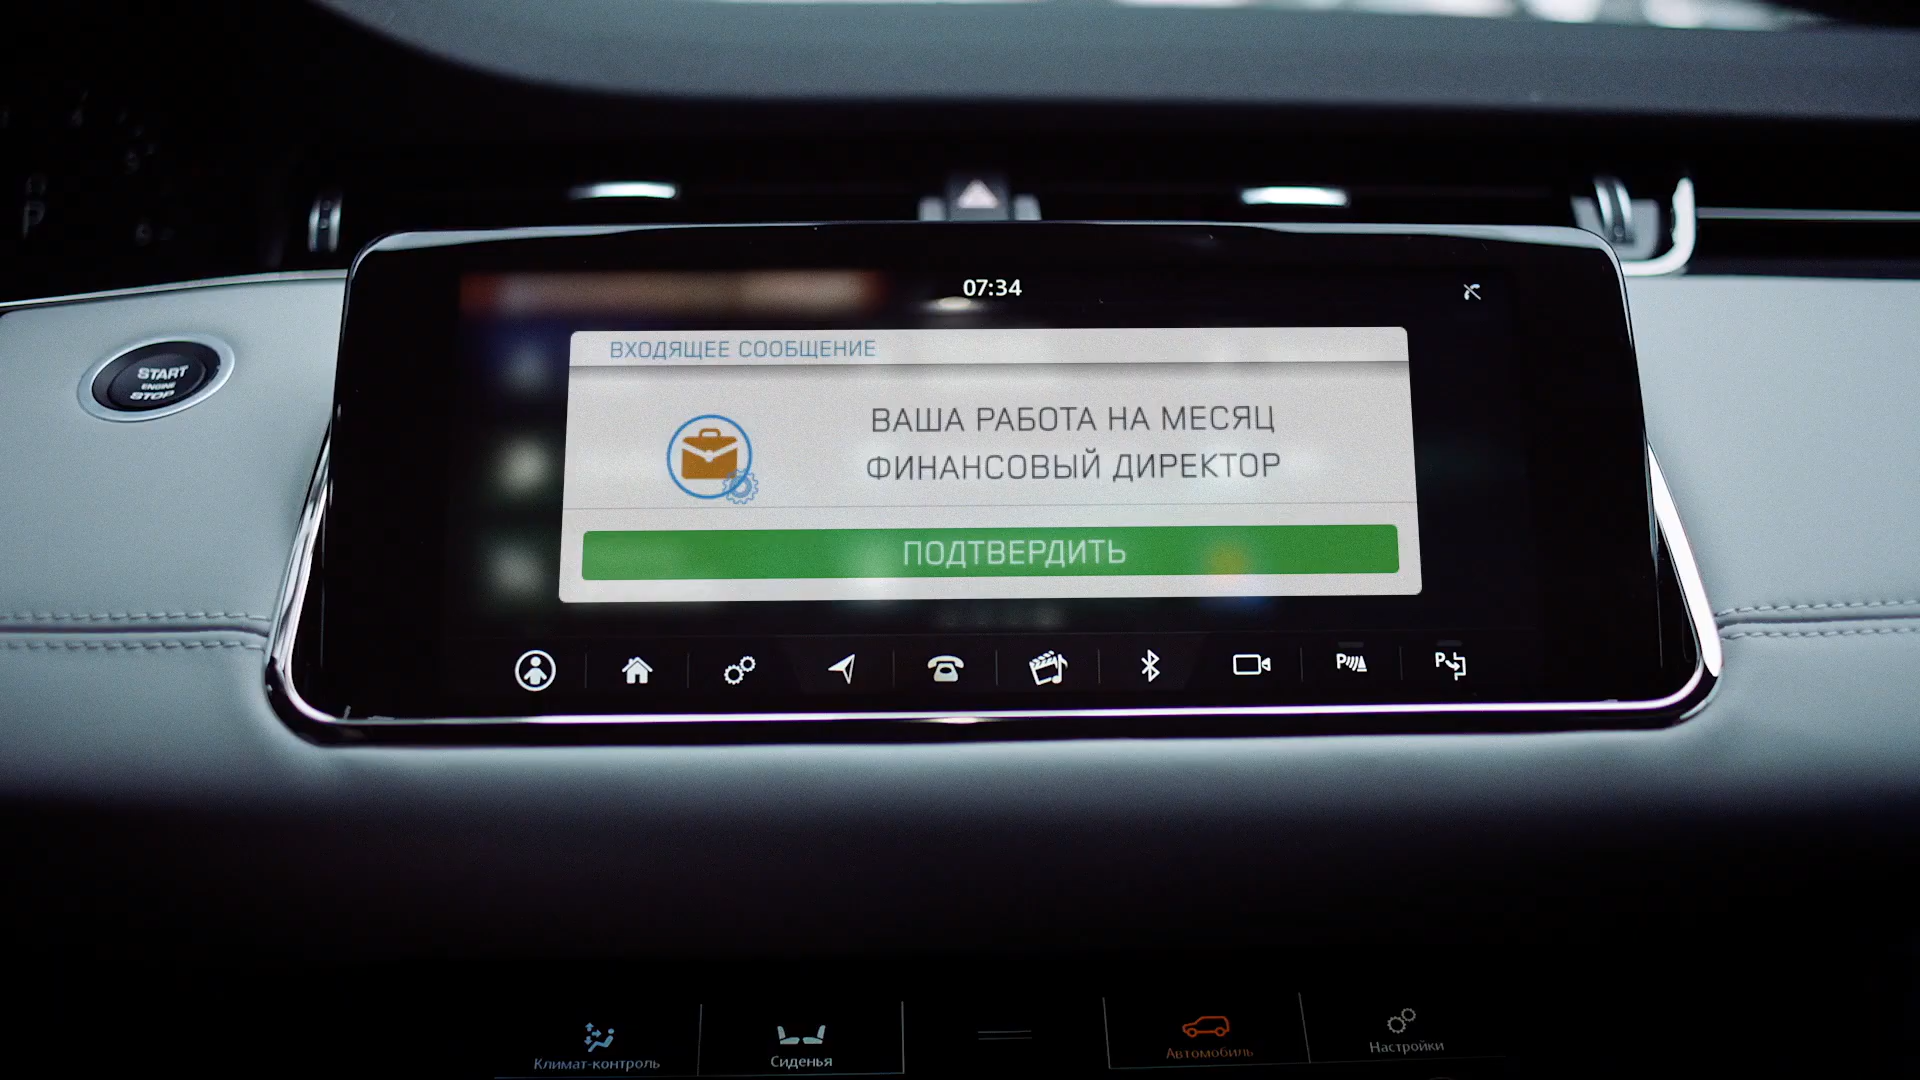 07:34
ВХОДЯЩЕЕ СООБЩЕНИЕ
ВАША РАБОТА НА МЕСЯЦ
ФИНАНСОВЫЙ ДИРЕКТОР
ПОДТВЕРДИТЬ
START
ENGINE
STOP
P
P
P
Климат-контроль
Сиденья
Автомобиль
Настройки